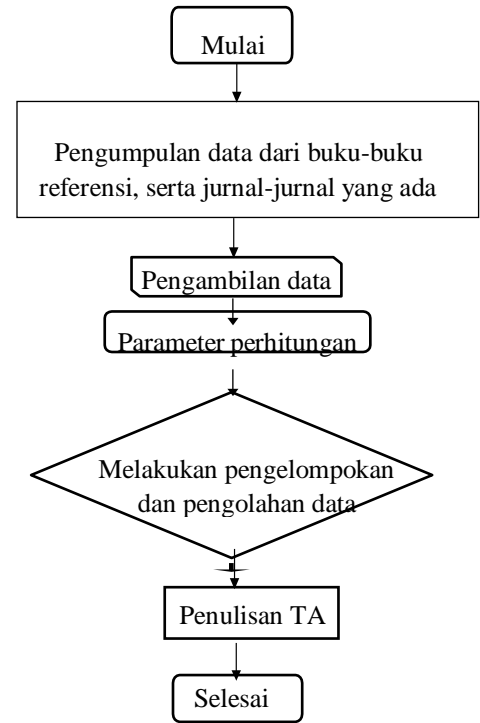 Mulai
Pengumpulan data dari buku-buku
referensi, serta jurnal-jurnal yang ada
Pengambilan data
Parameter perhitungan
Melakukan pengelompokan
dan pengolahan data
Penulisan TA
Selesai